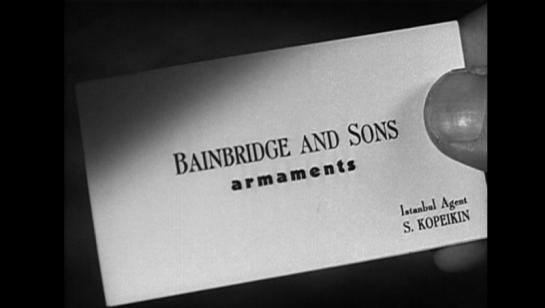 BAINBRIDGE AND SONS
armaments
Istanbul Agent
S. KOPEIKIN